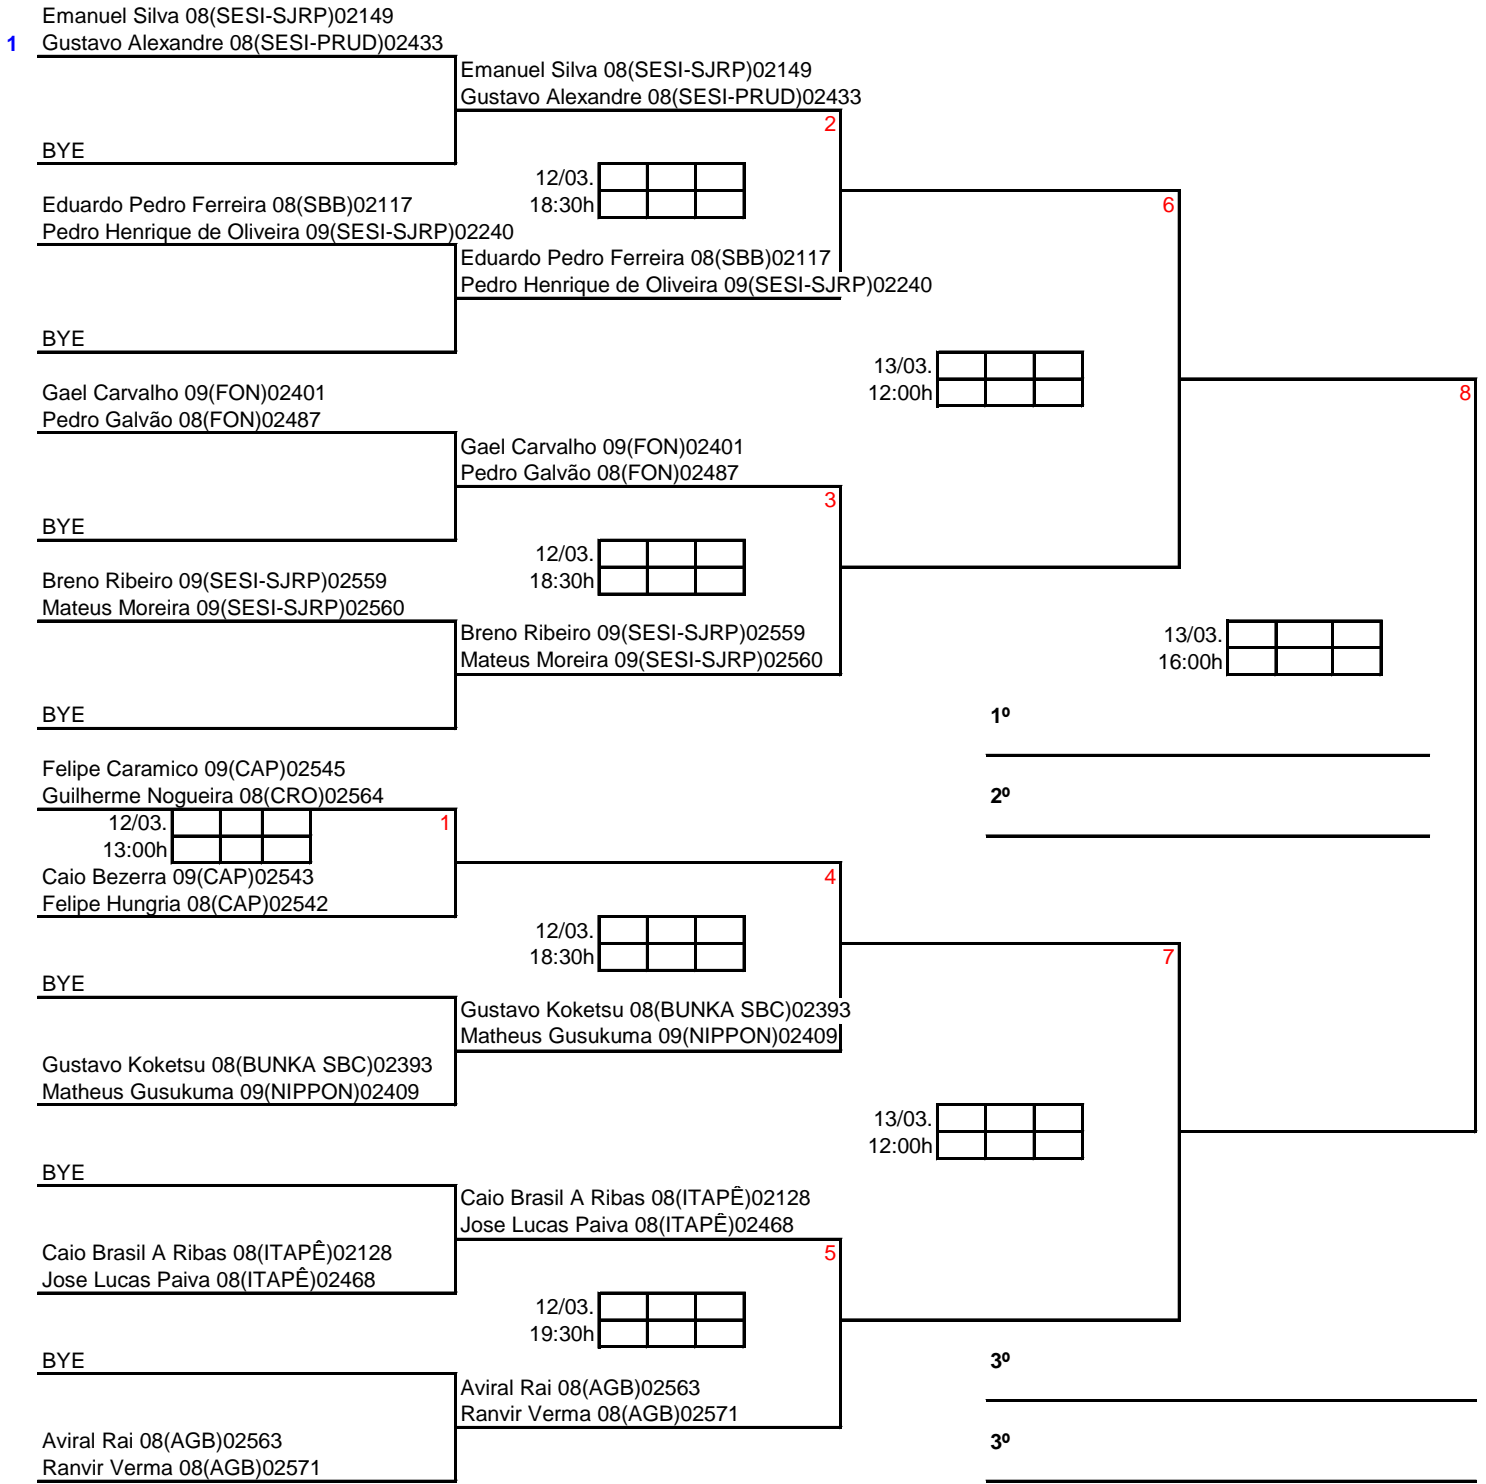 Emanuel Silva 08(SESI-SJRP)02149
1 Gustavo Alexandre 08(SESI-PRUD)02433
Emanuel Silva 08(SESI-SJRP)02149
Gustavo Alexandre 08(SESI-PRUD)02433
2
BYE
12/03.
18:30h
Eduardo Pedro Ferreira 08(SBB)02117
Pedro Henrique de Oliveira 09(SESI-SJRP)02240
6
Eduardo Pedro Ferreira 08(SBB)02117
Pedro Henrique de Oliveira 09(SESI-SJRP)02240
BYE
13/03.
12:00h
8
Gael Carvalho 09(FON)02401
Pedro Galvão 08(FON)02487
Gael Carvalho 09(FON)02401
Pedro Galvão 08(FON)02487
3
BYE
12/03.
18:30h
Breno Ribeiro 09(SESI-SJRP)02559
Mateus Moreira 09(SESI-SJRP)02560
Breno Ribeiro 09(SESI-SJRP)02559
Mateus Moreira 09(SESI-SJRP)02560
13/03.
16:00h
BYE
1º
Felipe Caramico 09(CAP)02545
Guilherme Nogueira 08(CRO)02564
2º
12/03.
13:00h
1
Caio Bezerra 09(CAP)02543
Felipe Hungria 08(CAP)02542
4
12/03.
18:30h
7
BYE
Gustavo Koketsu 08(BUNKA SBC)02393
Matheus Gusukuma 09(NIPPON)02409
Gustavo Koketsu 08(BUNKA SBC)02393
Matheus Gusukuma 09(NIPPON)02409
13/03.
12:00h
BYE
Caio Brasil A Ribas 08(ITAPÊ)02128
Jose Lucas Paiva 08(ITAPÊ)02468
Caio Brasil A Ribas 08(ITAPÊ)02128
Jose Lucas Paiva 08(ITAPÊ)02468
5
12/03.
19:30h
BYE
3º
Aviral Rai 08(AGB)02563
Ranvir Verma 08(AGB)02571
Aviral Rai 08(AGB)02563
Ranvir Verma 08(AGB)02571
3º